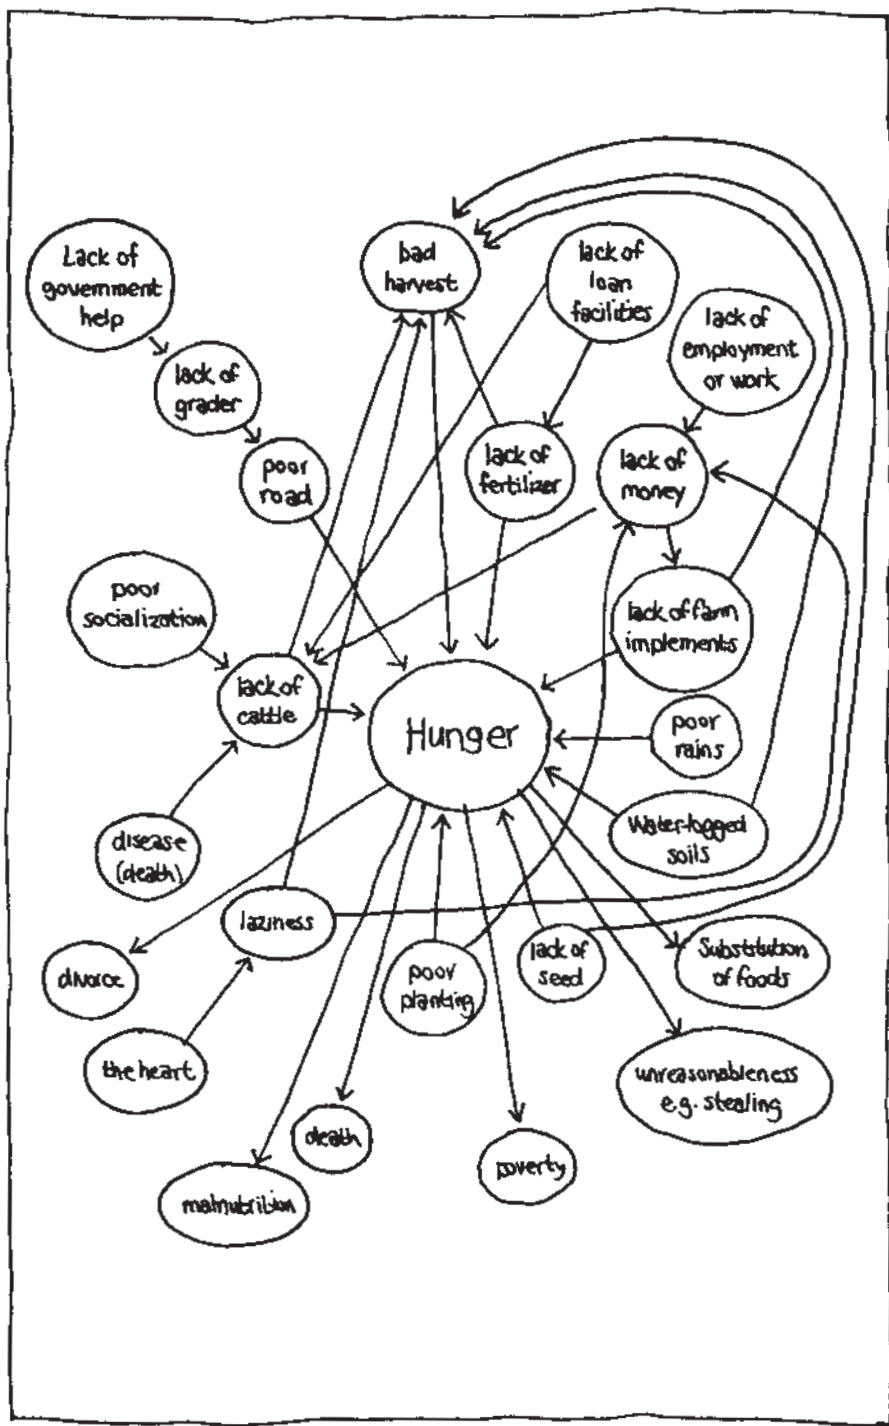 Lack of
government
help
bad
harvest
lack of
loan
facilities
lack of
employment
or work
lack of
grader
poor
road
lack of
fertilizer
lack of
money
poor
socialization
lack of farm
implements
lack of
cattle
Hunger
poor
rains
disease
(death)
Water-logged
soils
laziness
divorce
poor
planting
lack of
seed
Substitution
of foods
the heart
unreasonableness
e.g. stealing
death
poverty
malnutrition